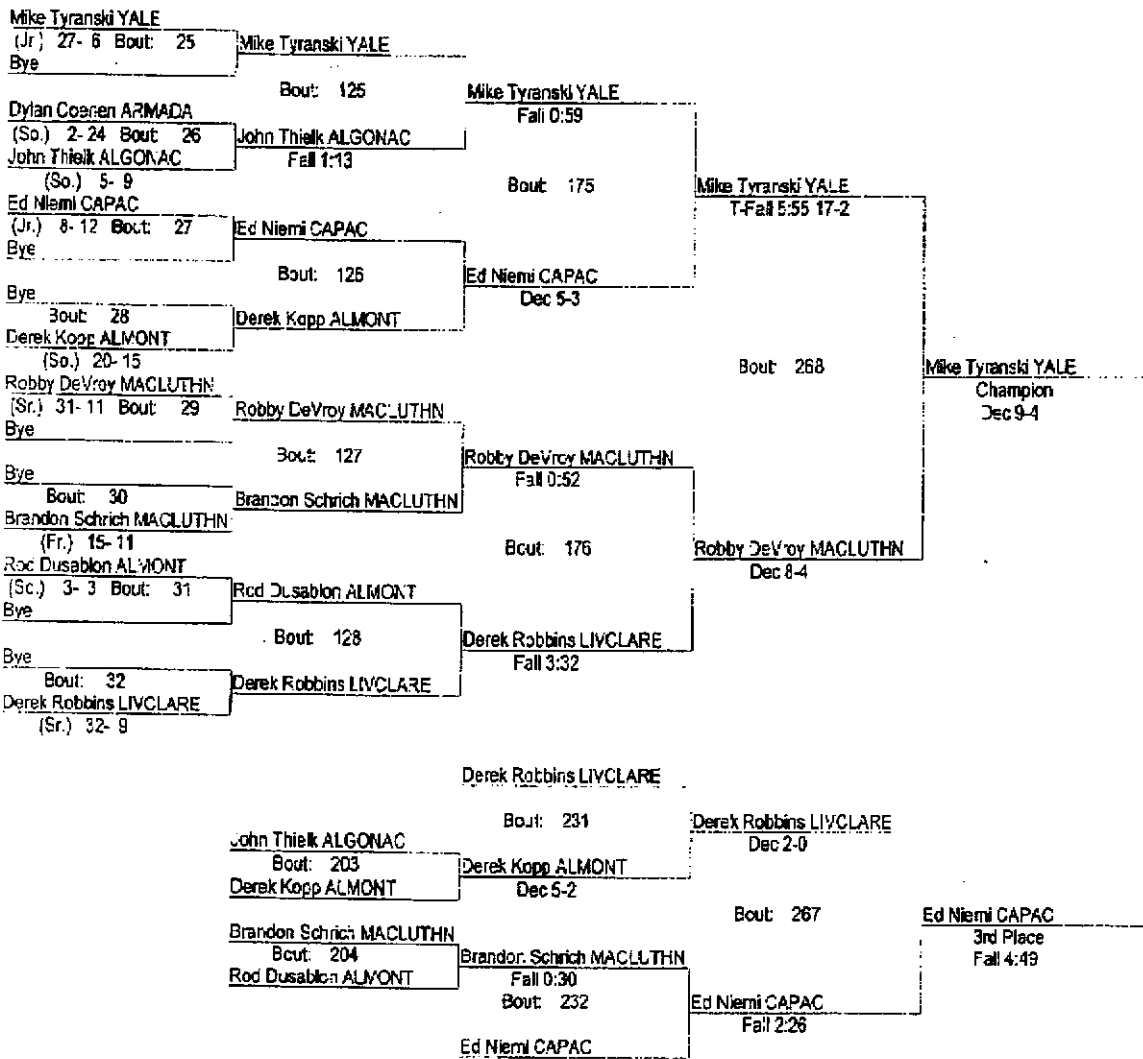 Mike Tyranski YALE
(Jr) 27- 6 Bout: 25
Bye
Mike Tyranski YALE
Bout: 125
Dylan Coenen ARMADA
(So.) 2- 24 Bout: 26
John Thielk ALGONAC
(So.) 5- 9
John Thielk ALGONAC
Fall 1:13
Mike Tyranski YALE
Fall 0:59
Bout: 175
Ed Niemi CAPAC
(Jr.) 8- 12 Bout: 27
Bye
Ed Niemi CAPAC
Bout: 126
Bye
Bout: 28
Derek Kopp ALMONT
(So.) 20- 15
Derek Kopp ALMONT
Ed Niemi CAPAC
Dec 5-3
Mike Tyranski YALE
T-Fall 5:55 17-2
Bout: 268
Mike Tyranski YALE
Champion
Dec 9-4
Robby DeVroy MACLUTHN
(Sr.) 31- 11 Bout: 29
Bye
Robby DeVroy MACLUTHN
Bout: 127
Bye
Bout: 30
Brandon Schrich MACLUTHN
(Fr.) 15- 11
Brandon Schrich MACLUTHN
Robby DeVroy MACLUTHN
Fall 0:52
Bout: 176
Robby DeVroy MACLUTHN
Dec 8-4
Rod Dusablon ALMONT
(So.) 3- 3 Bout: 31
Bye
Rod Dusablon ALMONT
Bout: 128
Bye
Bout: 32
Derek Robbins LIVCLARE
(Sr.) 32- 9
Derek Robbins LIVCLARE
Derek Robbins LIVCLARE
Fall 3:32
Derek Robbins LIVCLARE
Bout: 231
John Thielk ALGONAC
Bout: 203
Derek Kopp ALMONT
Derek Kopp ALMONT
Dec 5-2
Derek Robbins LIVCLARE
Dec 2-0
Bout: 267
Brandon Schrich MACLUTHN
Bout: 204
Rod Dusablon ALMONT
Brandon Schrich MACLUTHN
Fall 0:30
Bout: 232
Ed Niemi CAPAC
Ed Niemi CAPAC
Fall 2:26
Ed Niemi CAPAC
3rd Place
Fall 4:49